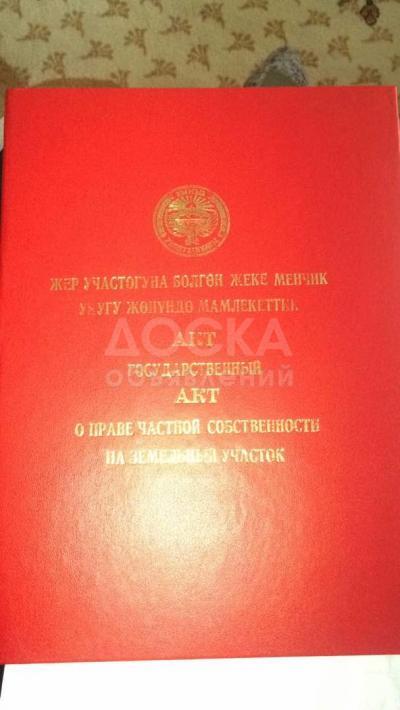 ЖЕР УЧАСТОГУНА БОЛГОН ЖЕКЕ МЕНЧИК
УКУГУ ЖӨНҮНДӨ МАМЛЕКЕТТИК
АКТ
ДОСКА
объявлений
ГОСУДАРСТВЕННЫЙ
АКТ
О ПРАВЕ ЧАСТНОЙ СОБСТВЕННОСТИ
НА ЗЕМЕЛЬНЫЙ УЧАСТОК